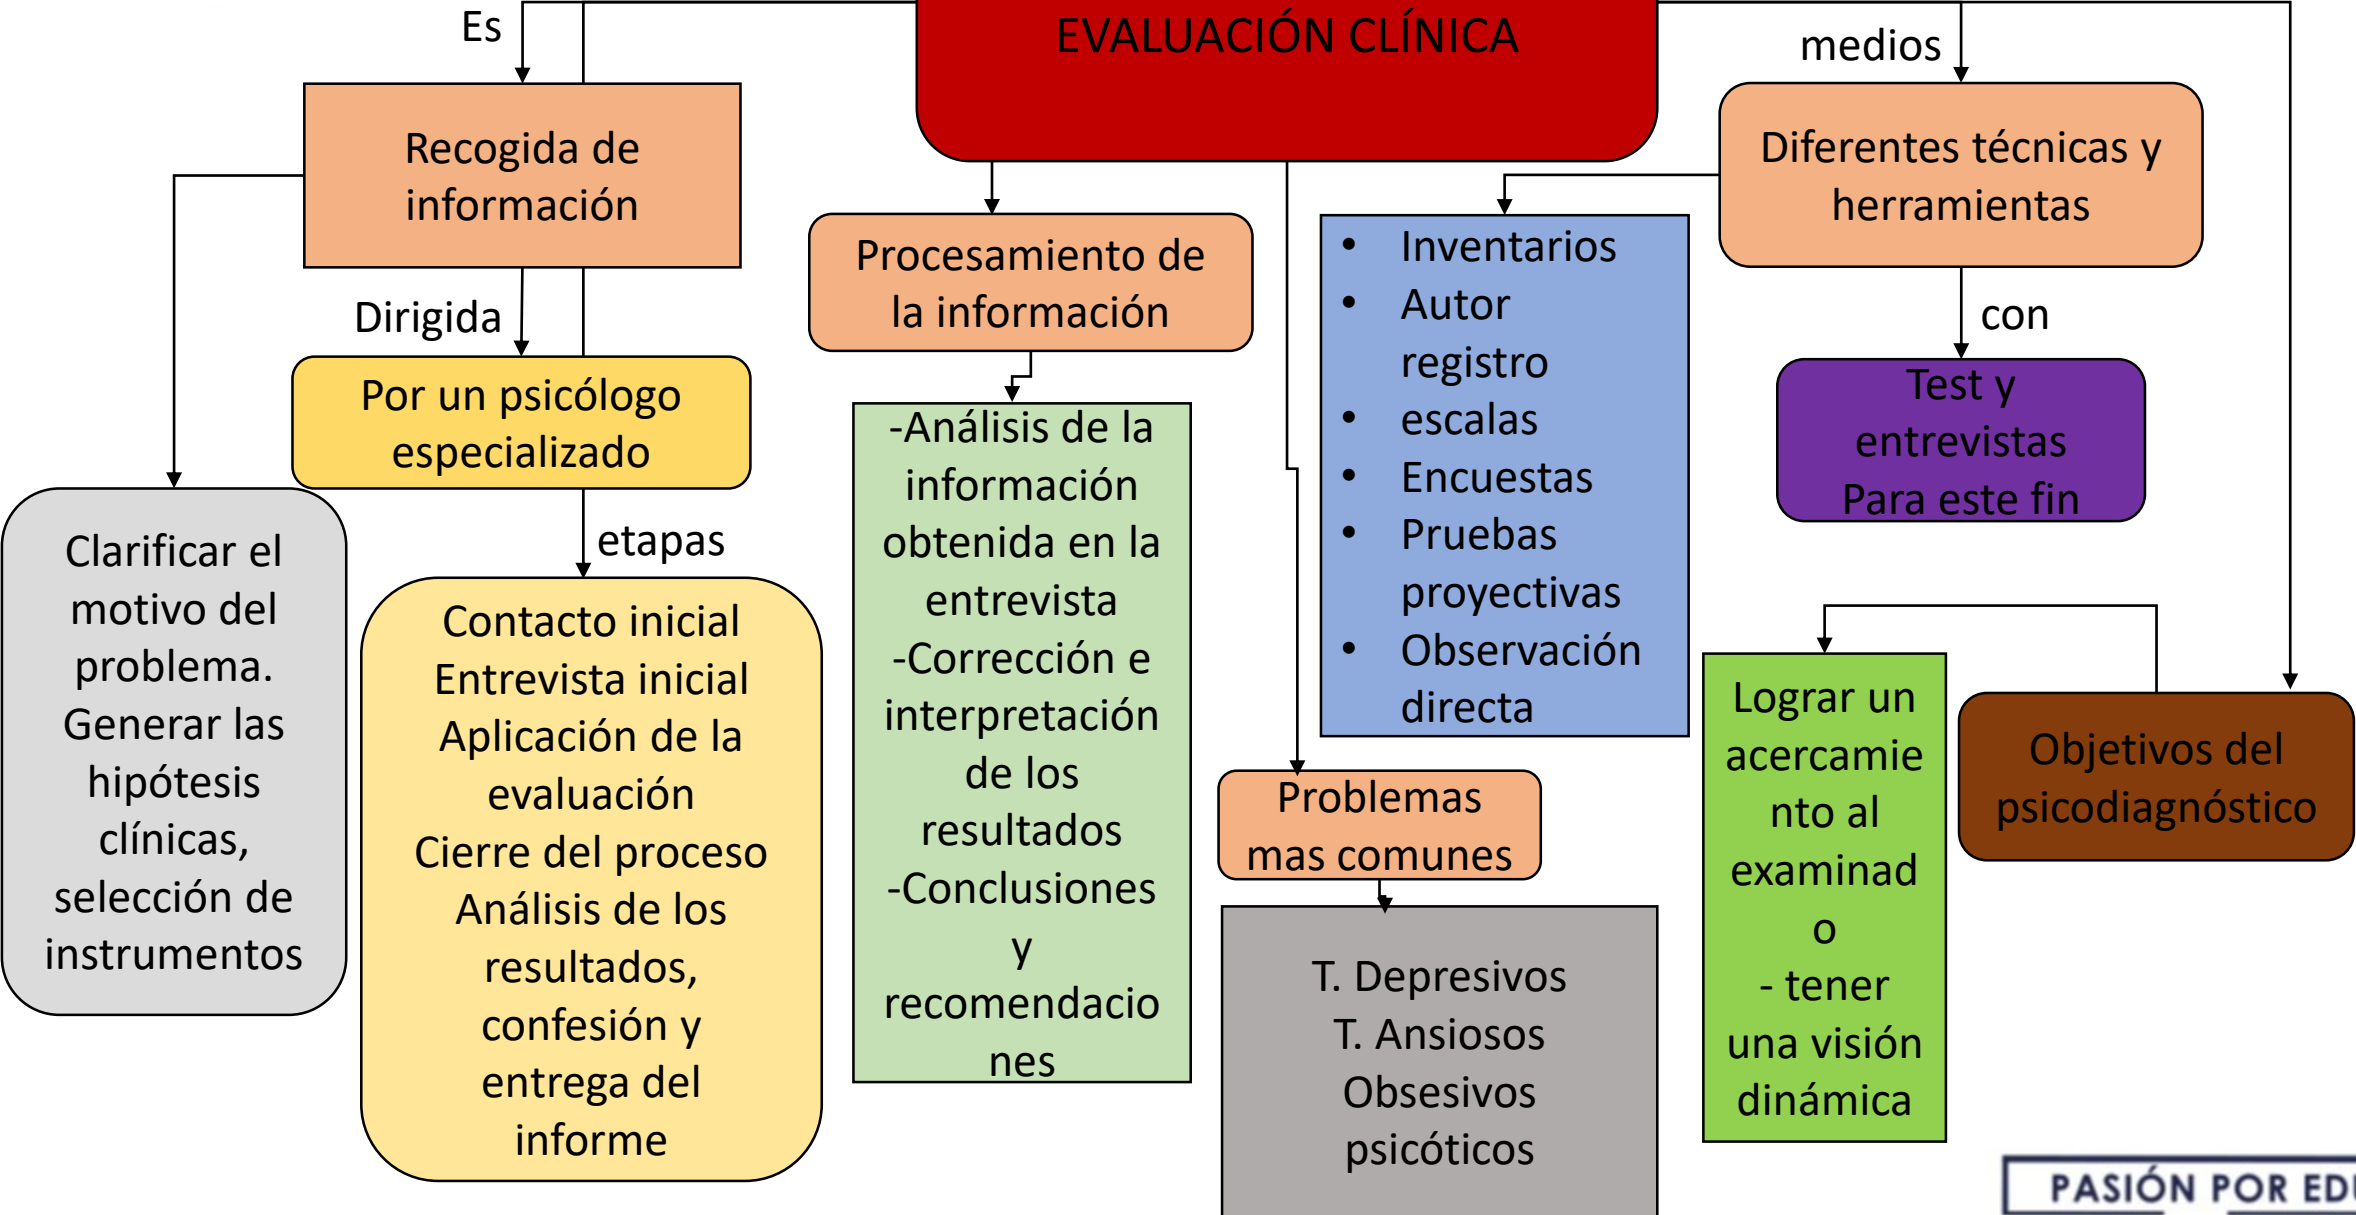 EVALUACIÓN CLÍNICA
Es
medios
Recogida de
información
Diferentes técnicas y
herramientas
Procesamiento de
la información
• Inventarios
• Autor
registro
• escalas
• Encuestas
• Pruebas
proyectivas
• Observación
directa
Dirigida
con
Por un psicólogo
especializado
Test y
entrevistas
Para este fin
-Análisis de la
información
obtenida en la
entrevista
-Corrección e
interpretación
de los
resultados
-Conclusiones
y
recomendacio
nes
Clarificar el
motivo del
problema.
Generar las
hipótesis
clínicas,
selección de
instrumentos
etapas
Contacto inicial
Entrevista inicial
Aplicación de la
evaluación
Cierre del proceso
Análisis de los
resultados,
confesión y
entrega del
informe
Problemas
mas comunes
T. Depresivos
T. Ansiosos
Obsesivos
psicóticos
Lograr un
acercamie
nto al
examinad
o
- tener
una visión
dinámica
Objetivos del
psicodiagnóstico
PASIÓN POR